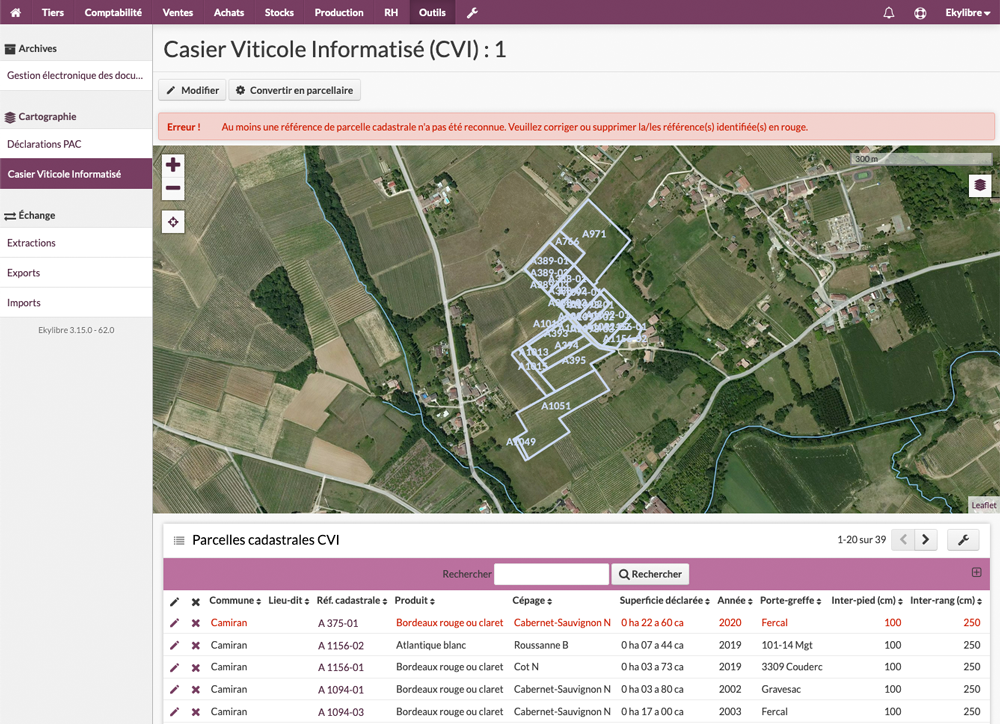 Tiers Comptabilité Ventes Achats Stocks Production RH Outils Ekylibre
Archives
Gestion électronique des docu...
Cartographie
Déclarations PAC
Casier Viticole Informatisé
Échange
Extractions
Exports
Imports
Ekylibre 3.15.0 - 62.0
Casier Viticole Informatisé (CVI) : 1
Modifier Convertir en parcellaire
Erreur ! Au moins une référence de parcelle cadastrale n'a pas été reconnue. Veuillez corriger ou supprimer la/les référence(s) identifiée(s) en rouge.
300 m
A971
A766
A389-01
A394
A395
A1013
A1051
A1049
Leaflet
Parcelles cadastrales CVI 1-20 sur 39
Rechercher Rechercher
Commune Lieu-dit Réf. cadastrale Produit Cépage Superficie déclarée Année Porte-greffe Inter-pied (cm) Inter-rang (cm)
Camiran A 375-01 Bordeaux rouge ou claret Cabernet-Sauvignon N 0 ha 22 a 60 ca 2020 Fercal 100 250
Camiran A 1156-02 Atlantique blanc Roussanne B 0 ha 07 a 44 ca 2019 101-14 Mgt 100 250
Camiran A 1156-01 Bordeaux rouge ou claret Cot N 0 ha 03 a 73 ca 2019 3309 Couderc 100 250
Camiran A 1094-01 Bordeaux rouge ou claret Cabernet-Sauvignon N 0 ha 03 a 80 ca 2002 Gravesac 100 250
Camiran A 1094-03 Bordeaux rouge ou claret Cabernet-Sauvignon N 0 ha 17 a 00 ca 2003 Fercal 100 250